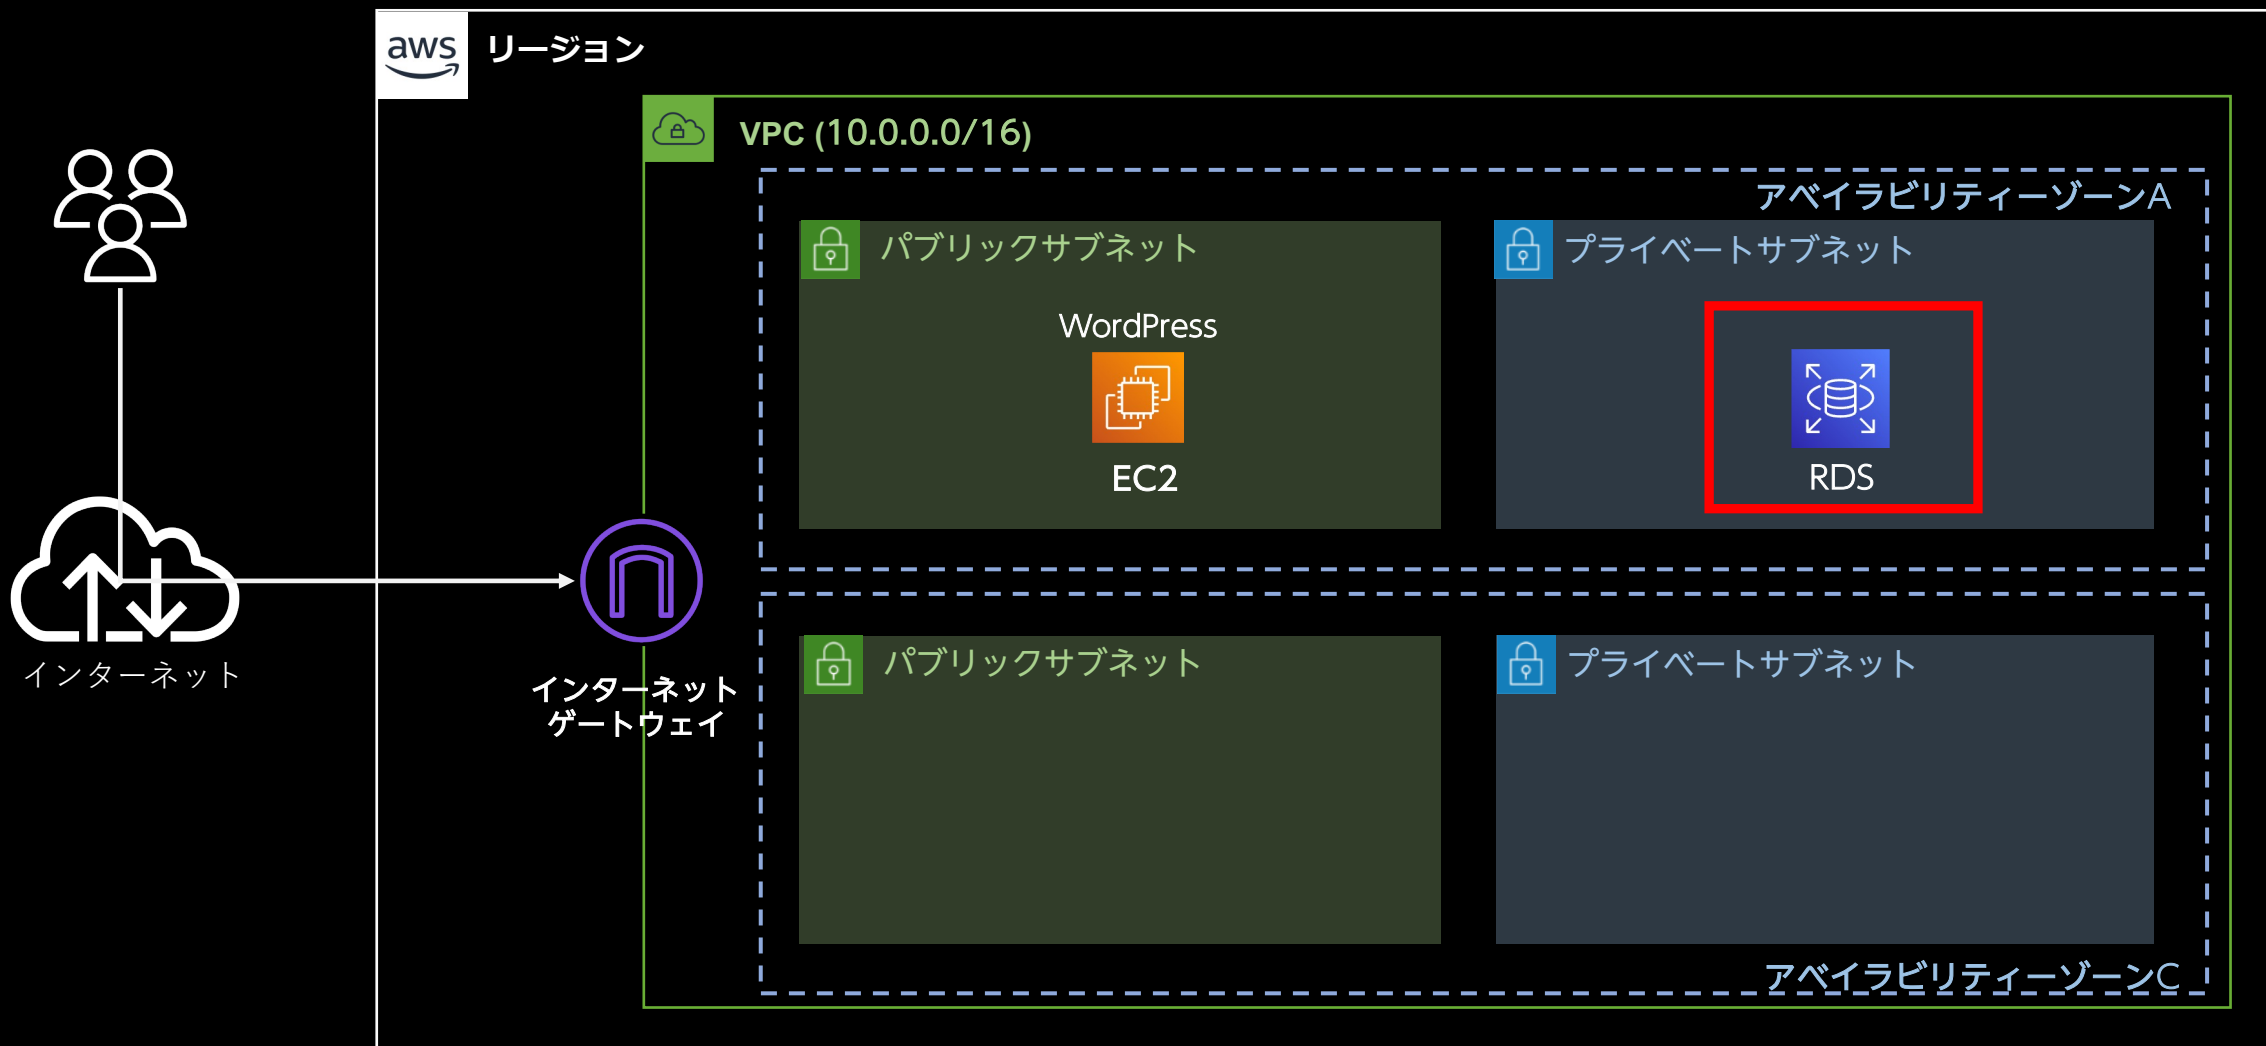 aws
リージョン
VPC (10.0.0.0/16)
アベイラビリティーゾーンA
パブリックサブネット
プライベートサブネット
WordPress
EC2
RDS
インターネット
インターネット
ゲートウェイ
パブリックサブネット
プライベートサブネット
アベイラビリティーゾーンC